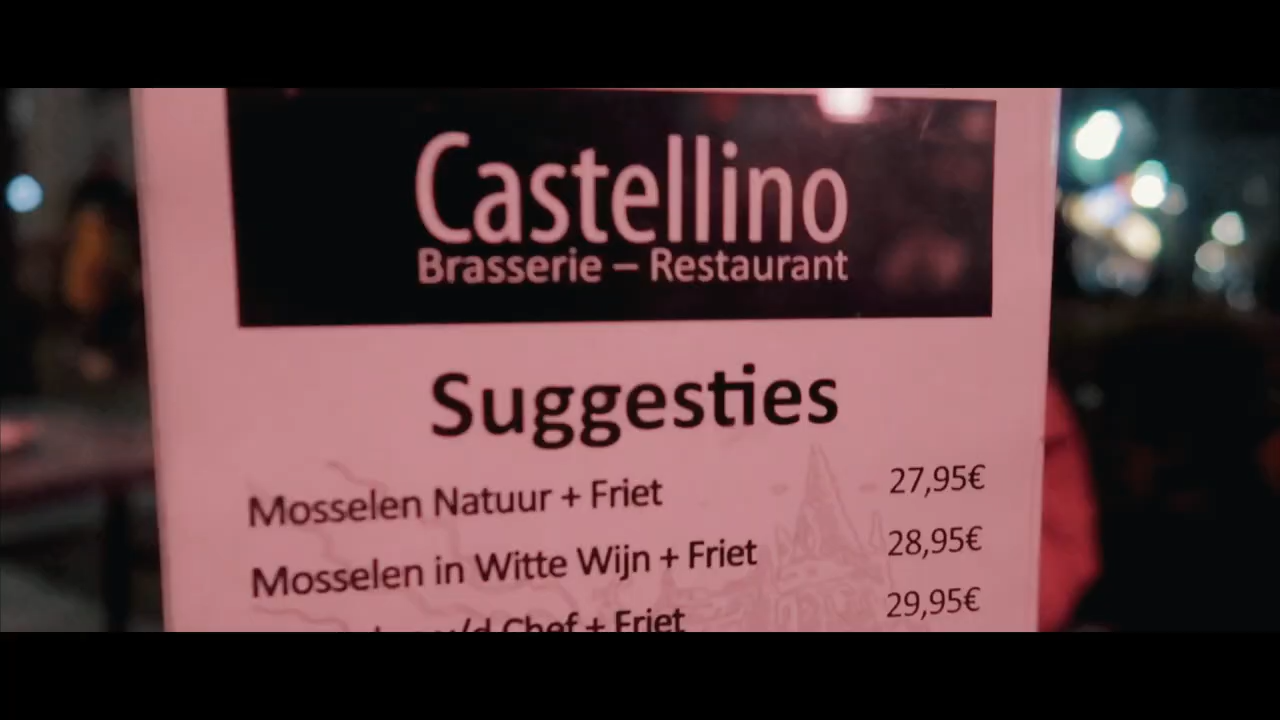 Castellino
Brasserie – Restaurant
Suggesties
Mosselen Natuur + Friet 27,95€
Mosselen in Witte Wijn + Friet 28,95€
v/d Chef + Friet 29,95€